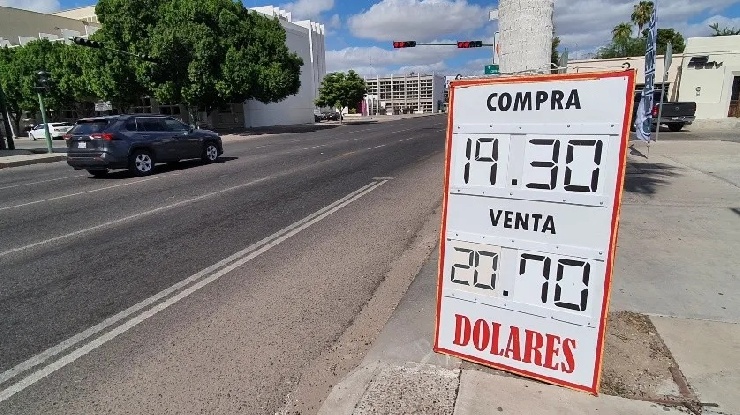 COMPRA
19.30
VENTA
20.70
DOLARES